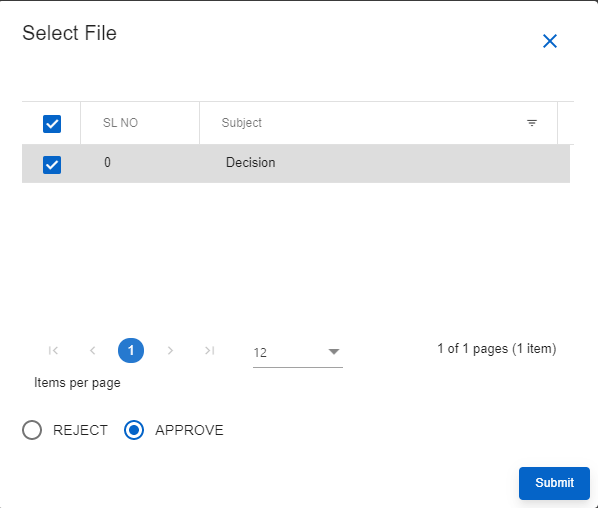 Select File
SL NO Subject
0 Decision
1 12 1 of 1 pages (1 item)
Items per page
REJECT APPROVE
Submit